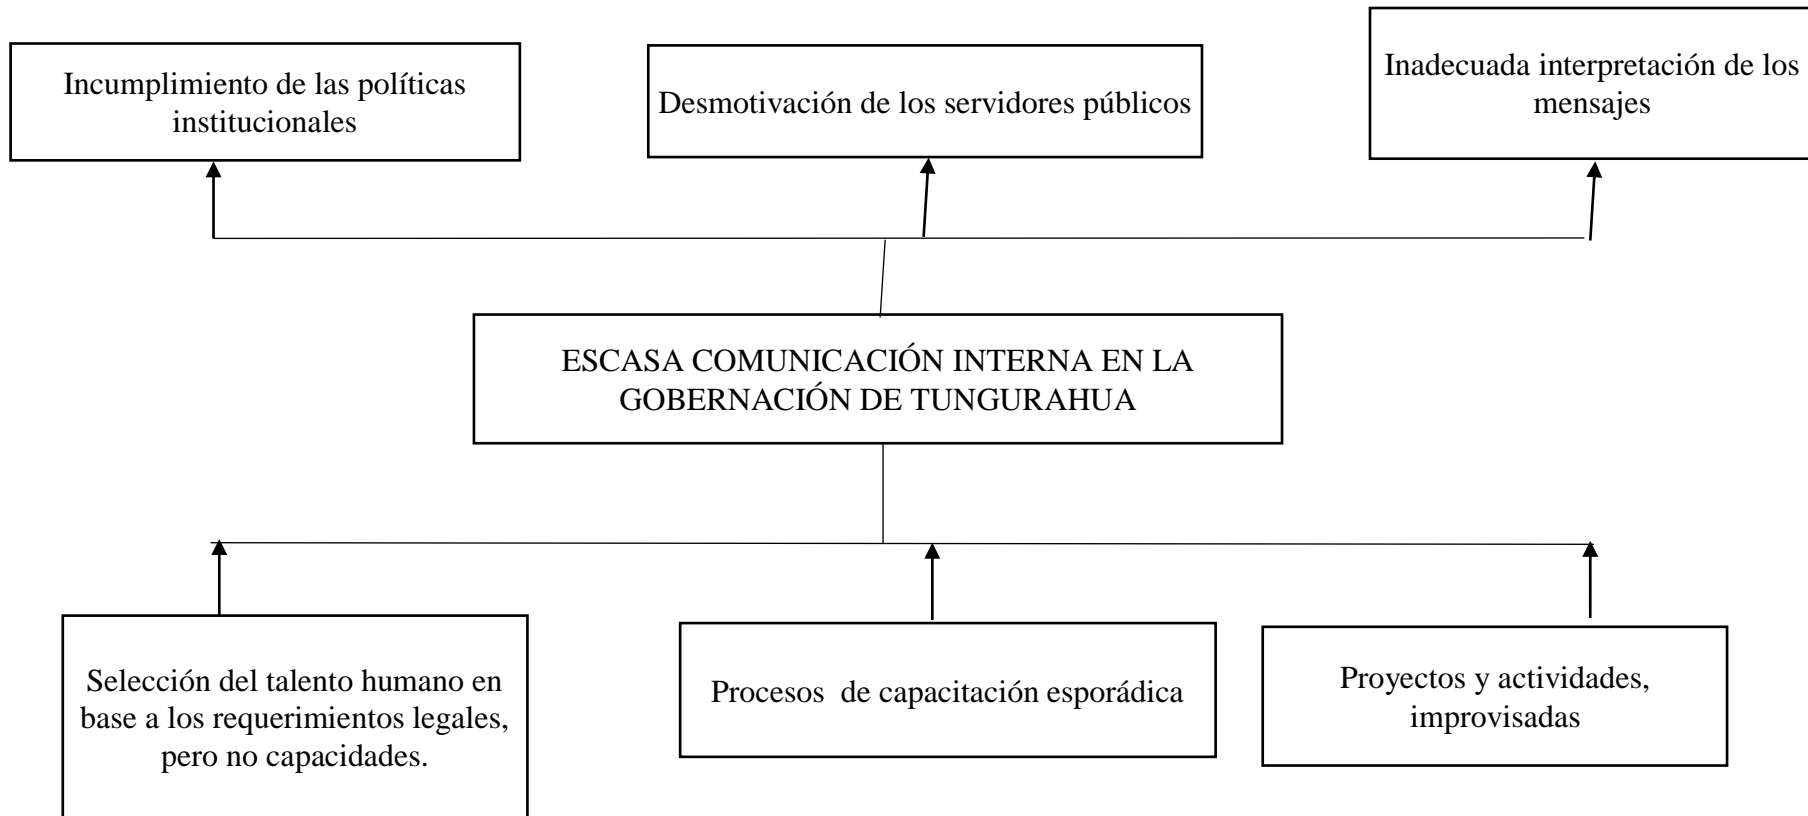 Incumplimiento de las políticas
institucionales
Desmotivación de los servidores públicos
Inadecuada interpretación de los
mensajes
ESCASA COMUNICACIÓN INTERNA EN LA
GOBERNACIÓN DE TUNGURAHUA
Selección del talento humano en
base a los requerimientos legales,
pero no capacidades.
Procesos  de capacitación esporádica
Proyectos y actividades,
improvisadas